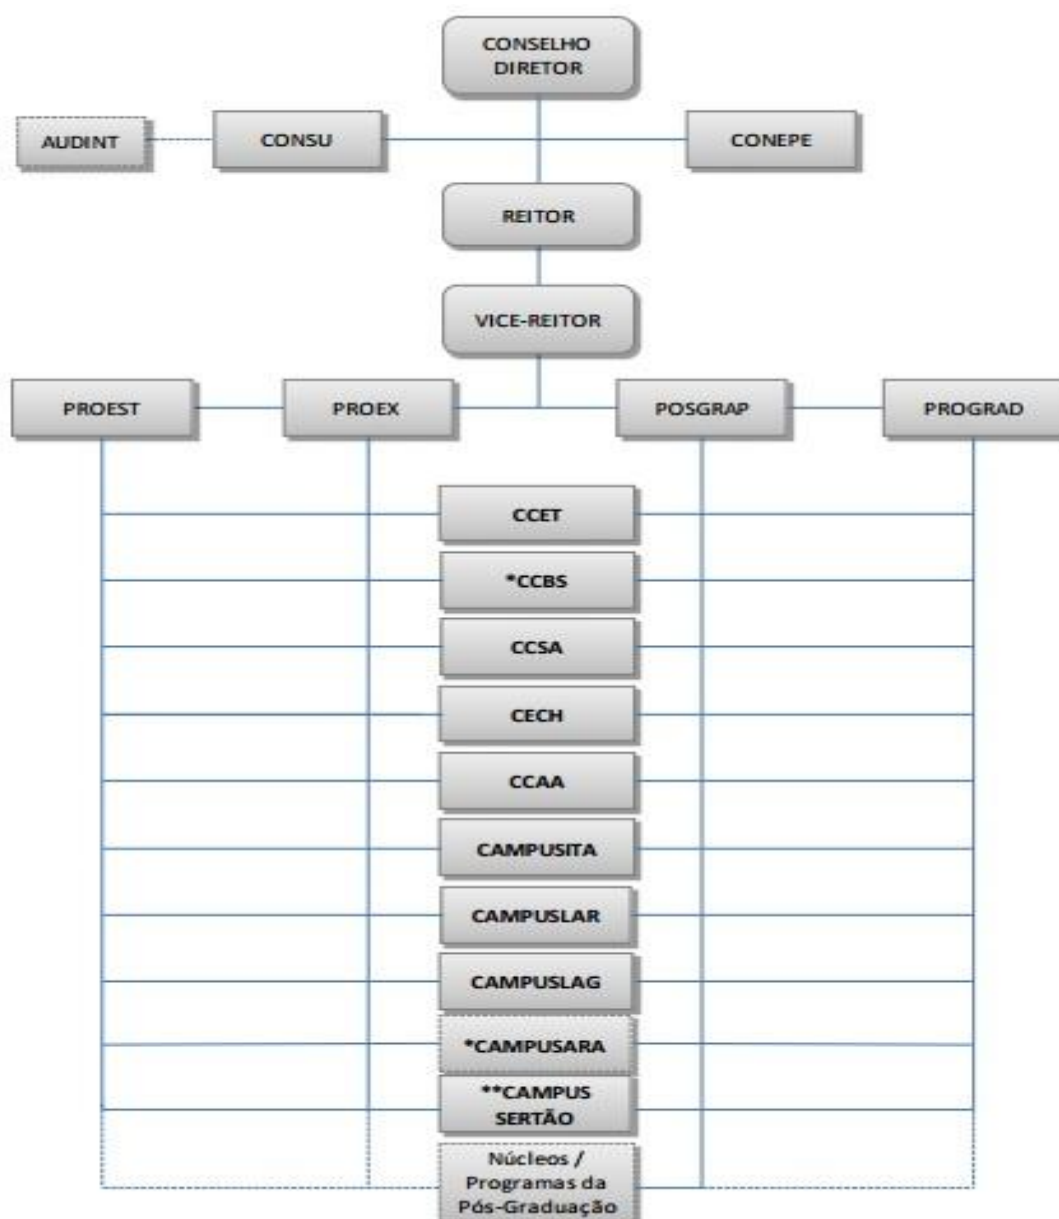 CONSELHO
DIRETOR
AUDINT
CONSU
CONEPE
REITOR
VICE-REITOR
PROEST
PROEX
POSGRAP
PROGRAD
CCET
*CCBS
CCSA
CECH
CCAA
CAMPUSITA
CAMPUSLAR
CAMPUSLAG
*CAMPUSARA
**CAMPUS
SERTÃO
Núcleos /
Programas da
Pós-Graduação